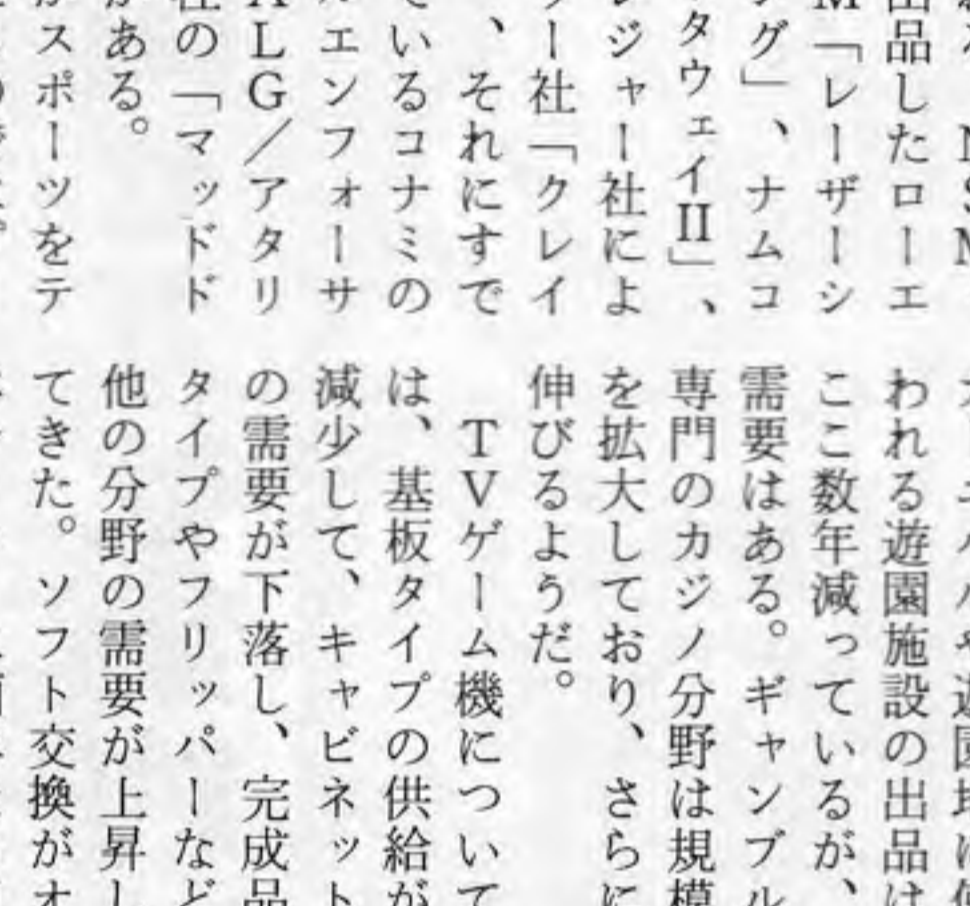 出品したローエ
M「レーザーシ
グ」、ナムコ
タウェイII」、
ジャー社によ
ー社「クレイ
、それにすで
ているコナミの
ルエンフォーサ
ALG/アタリ
社の「マッドド
がある。
がスポーツをテ
われる遊園施設の出品は
ここ数年減っているが、
需要はある。ギャンブル
専門のカジノ分野は規模
を拡大しており、さらに
伸びるようだ。
TVゲーム機について
は、基板タイプの供給が
減少して、キャビネット
の需要が下落し、完成品
タイプやフリッパーなど
他の分野の需要が上昇し
てきた。ソフト交換がオ